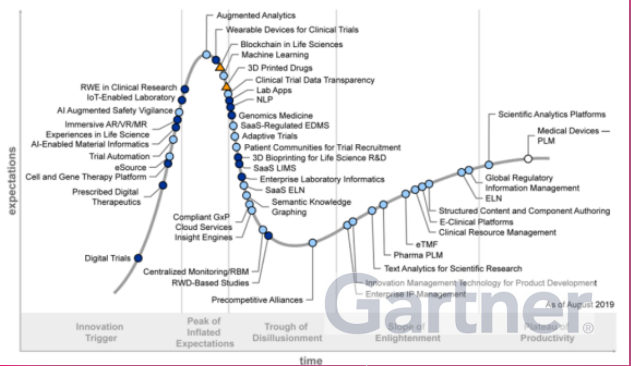 Augmented Analytics
Wearable Devices for Clinical Trials
Blockchain in Life Sciences
Machine Learning
3D Printed Drugs
Clinical Trial Data Transparency
Lab Apps
NLP
Genomics Medicine
SaaS-Regulated EDMS
Adaptive Trials
Patient Communities for Trial Recruitment
3D Bioprinting for Life Science R&D
SaaS LIMS
Enterprise Laboratory Informatics
SaaS ELN
Semantic Knowledge
Graphing
RWE in Clinical Research
IoT-Enabled Laboratory
AI Augmented Safety Vigilance
Immersive AR/VR/MR
Experiences in Life Science
AI-Enabled Material Informatics
Trial Automation
eSource
Cell and Gene Therapy Platform
Prescribed Digital
Therapeutics
Digital Trials
Compliant GxP
Cloud Services
Insight Engines
Centralized Monitoring/RBM
RWD-Based Studies
Precompetitive Alliances
Scientific Analytics Platforms
Medical Devices —
PLM
Global Regulatory
Information Management
ELN
Structured Content and Component Authoring
E-Clinical Platforms
Clinical Resource Management
eTMF
Pharma PLM
Text Analytics for Scientific Research
Innovation Management Technology for Product Development
Enterprise IP Management
As of August 2019
Gartner®
expectations
Innovation
Trigger
Peak of
Inflated
Expectations
Trough of
Disillusionment
Slope of
Enlightenment
Plateau of
Productivity
time